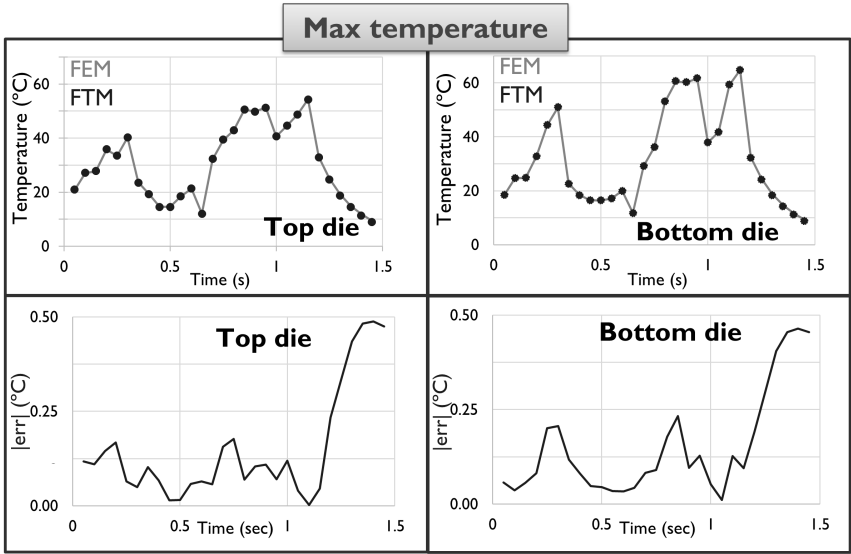 Max temperature
FEM
FTM
Temperature (°C)
60
40
20
0
Top die
0
0.5
1
1.5
Time (s)
FEM
FTM
Temperature (°C)
60
40
20
0
Bottom die
0
0.5
1
1.5
Time (s)
Top die
|err| (°C)
0.50
0.25
0.00
0
0.5
1
1.5
Time (sec)
Bottom die
|err| (°C)
0.50
0.25
0.00
0
0.5
1
1.5
Time (sec)